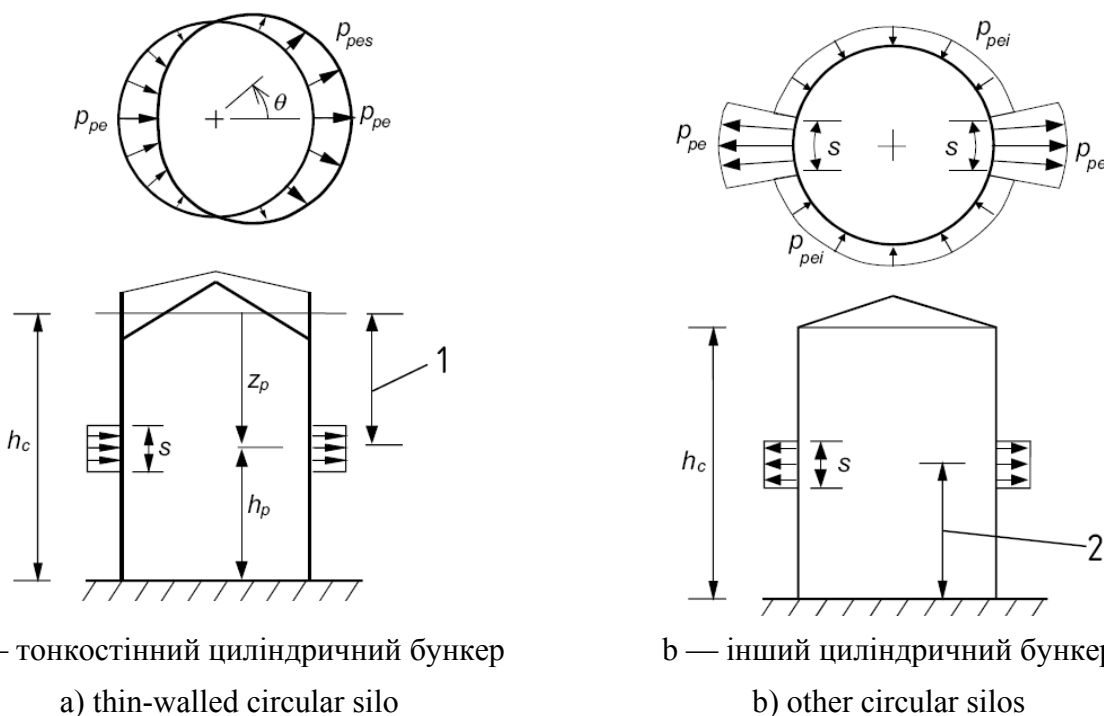 p_pes
θ
p_pe
p_pe
1
z_p
h_c
s
h_p
— тонкостінний циліндричний бункер
a) thin-walled circular silo
p_pei
s
s
p_pe
p_pe
p_pei
h_c
s
2
b — інший циліндричний бункер
b) other circular silos